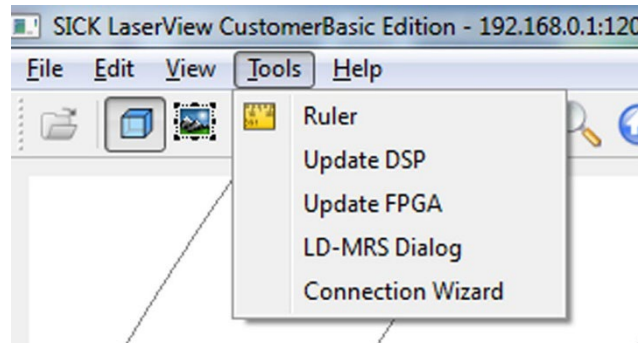 SICK LaserView CustomerBasic Edition - 192.168.0.1:120
File Edit View Tools Help
Ruler
Update DSP
Update FPGA
LD-MRS Dialog
Connection Wizard